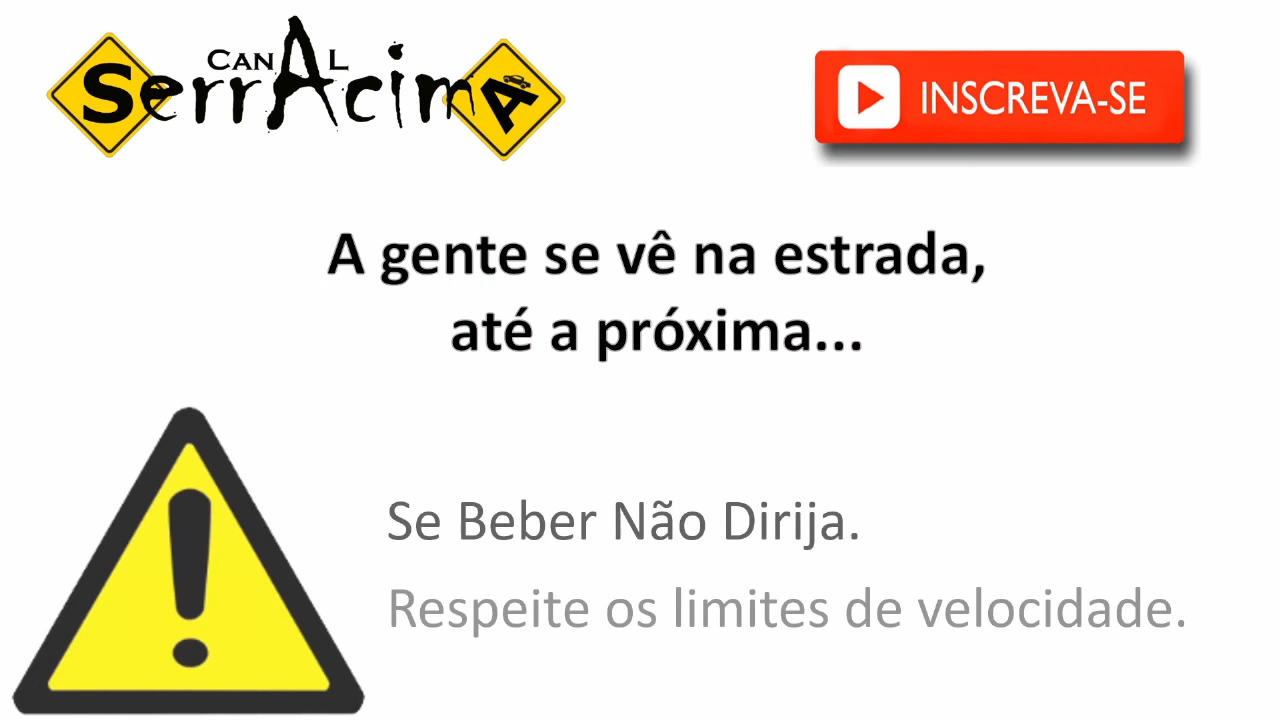 CanAL
SerrAcimA
INSCREVA-SE
A gente se vê na estrada,
até a próxima...
!
Se Beber Não Dirija.
Respeite os limites de velocidade.